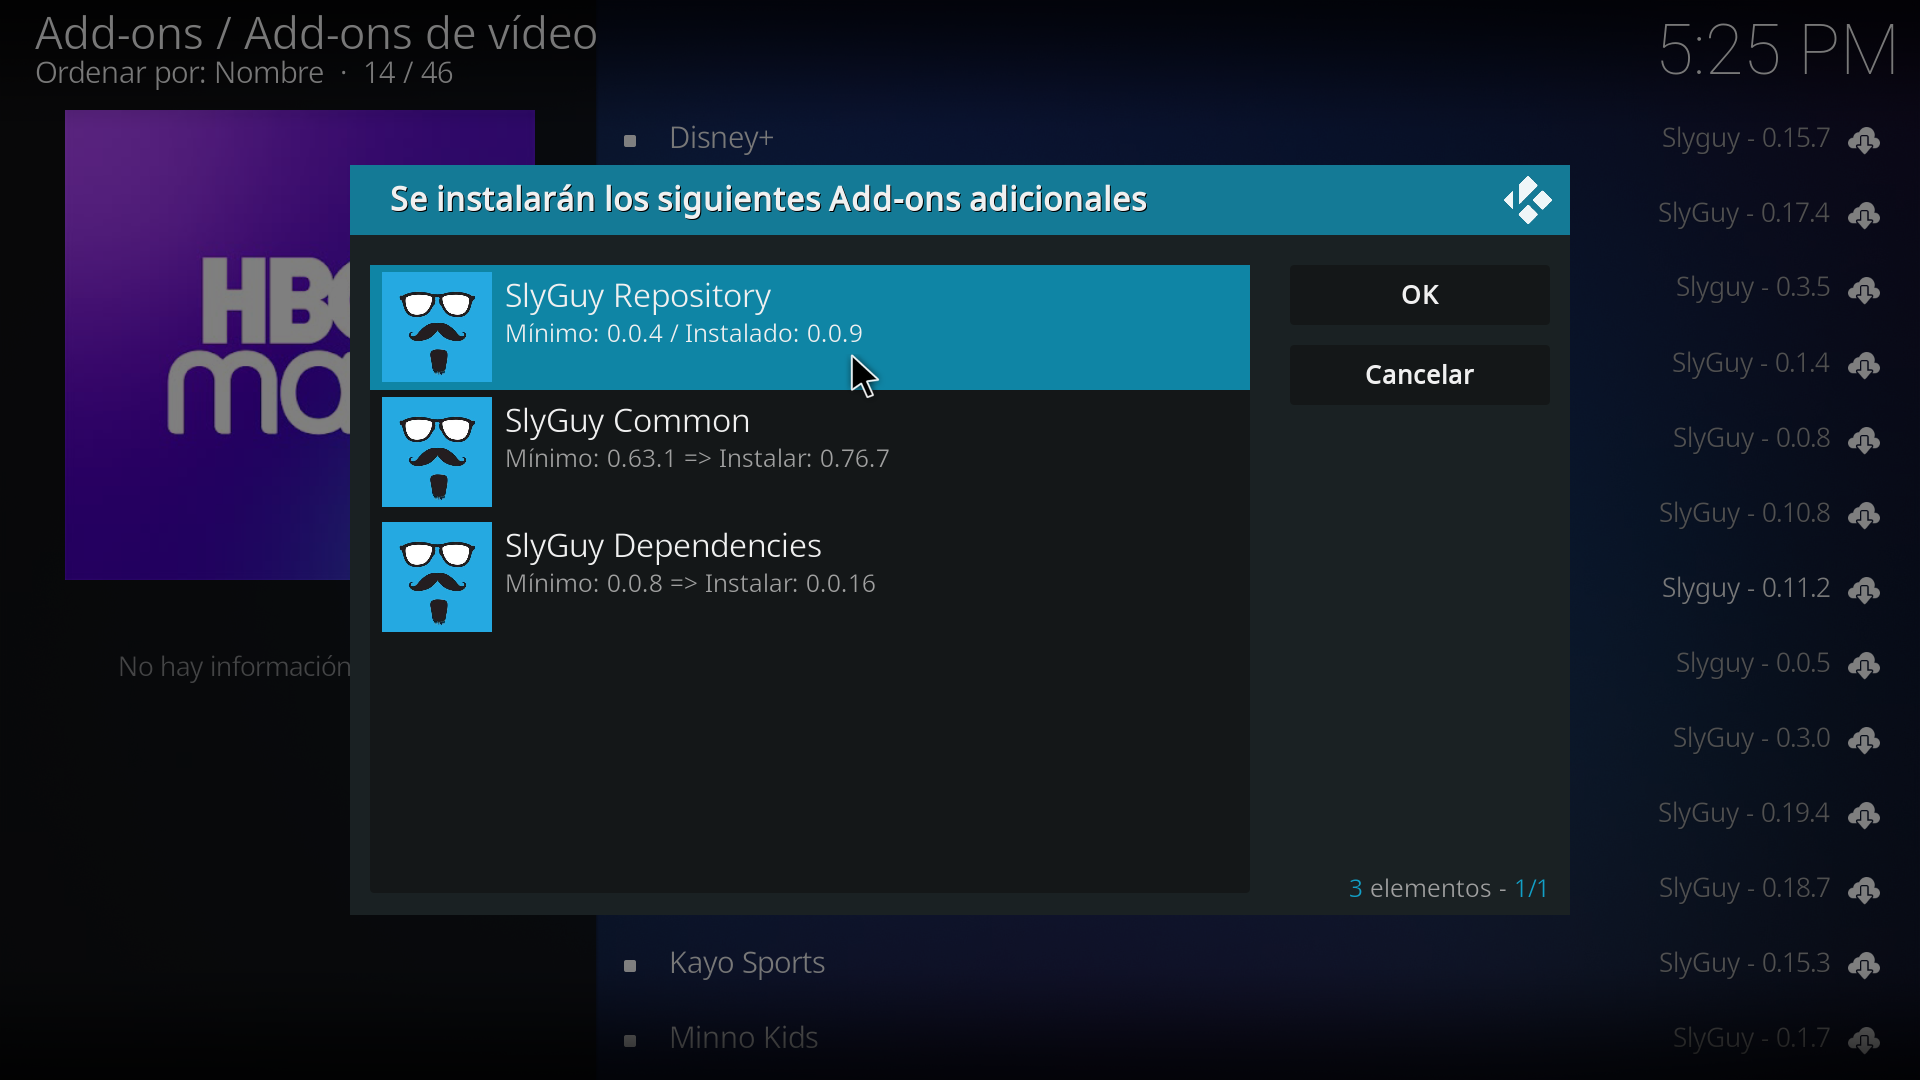 Add-ons / Add-ons de vídeo
Ordenar por: Nombre · 14 / 46
5:25 PM
Disney+
Slyguy - 0.15.7
SlyGuy - 0.17.4
Slyguy - 0.3.5
SlyGuy - 0.1.4
SlyGuy - 0.0.8
SlyGuy - 0.10.8
Slyguy - 0.11.2
Slyguy - 0.0.5
SlyGuy - 0.3.0
SlyGuy - 0.19.4
SlyGuy - 0.18.7
Kayo Sports
SlyGuy - 0.15.3
Minno Kids
SlyGuy - 0.1.7
No hay información
Se instalarán los siguientes Add-ons adicionales
SlyGuy Repository
Mínimo: 0.0.4 / Instalado: 0.0.9
SlyGuy Common
Mínimo: 0.63.1 => Instalar: 0.76.7
SlyGuy Dependencies
Mínimo: 0.0.8 => Instalar: 0.0.16
OK
Cancelar
3 elementos - 1/1